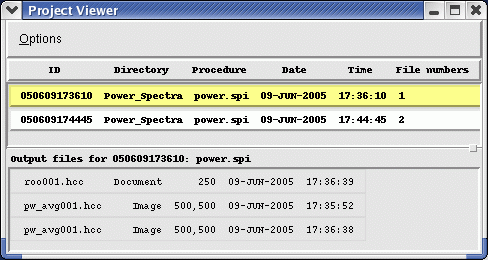 Project Viewer
Options
ID Directory Procedure Date Time File numbers
050609173610 Power_Spectra power.spi 09-JUN-2005 17:36:10 1
050609174445 Power_Spectra power.spi 09-JUN-2005 17:44:45 2
Output files for 050609173610: power.spi
roo001.hcc Document 250 09-JUN-2005 17:36:39
pw_avg001.hcc Image 500,500 09-JUN-2005 17:35:52
pw_avg001.hcc Image 500,500 09-JUN-2005 17:36:38